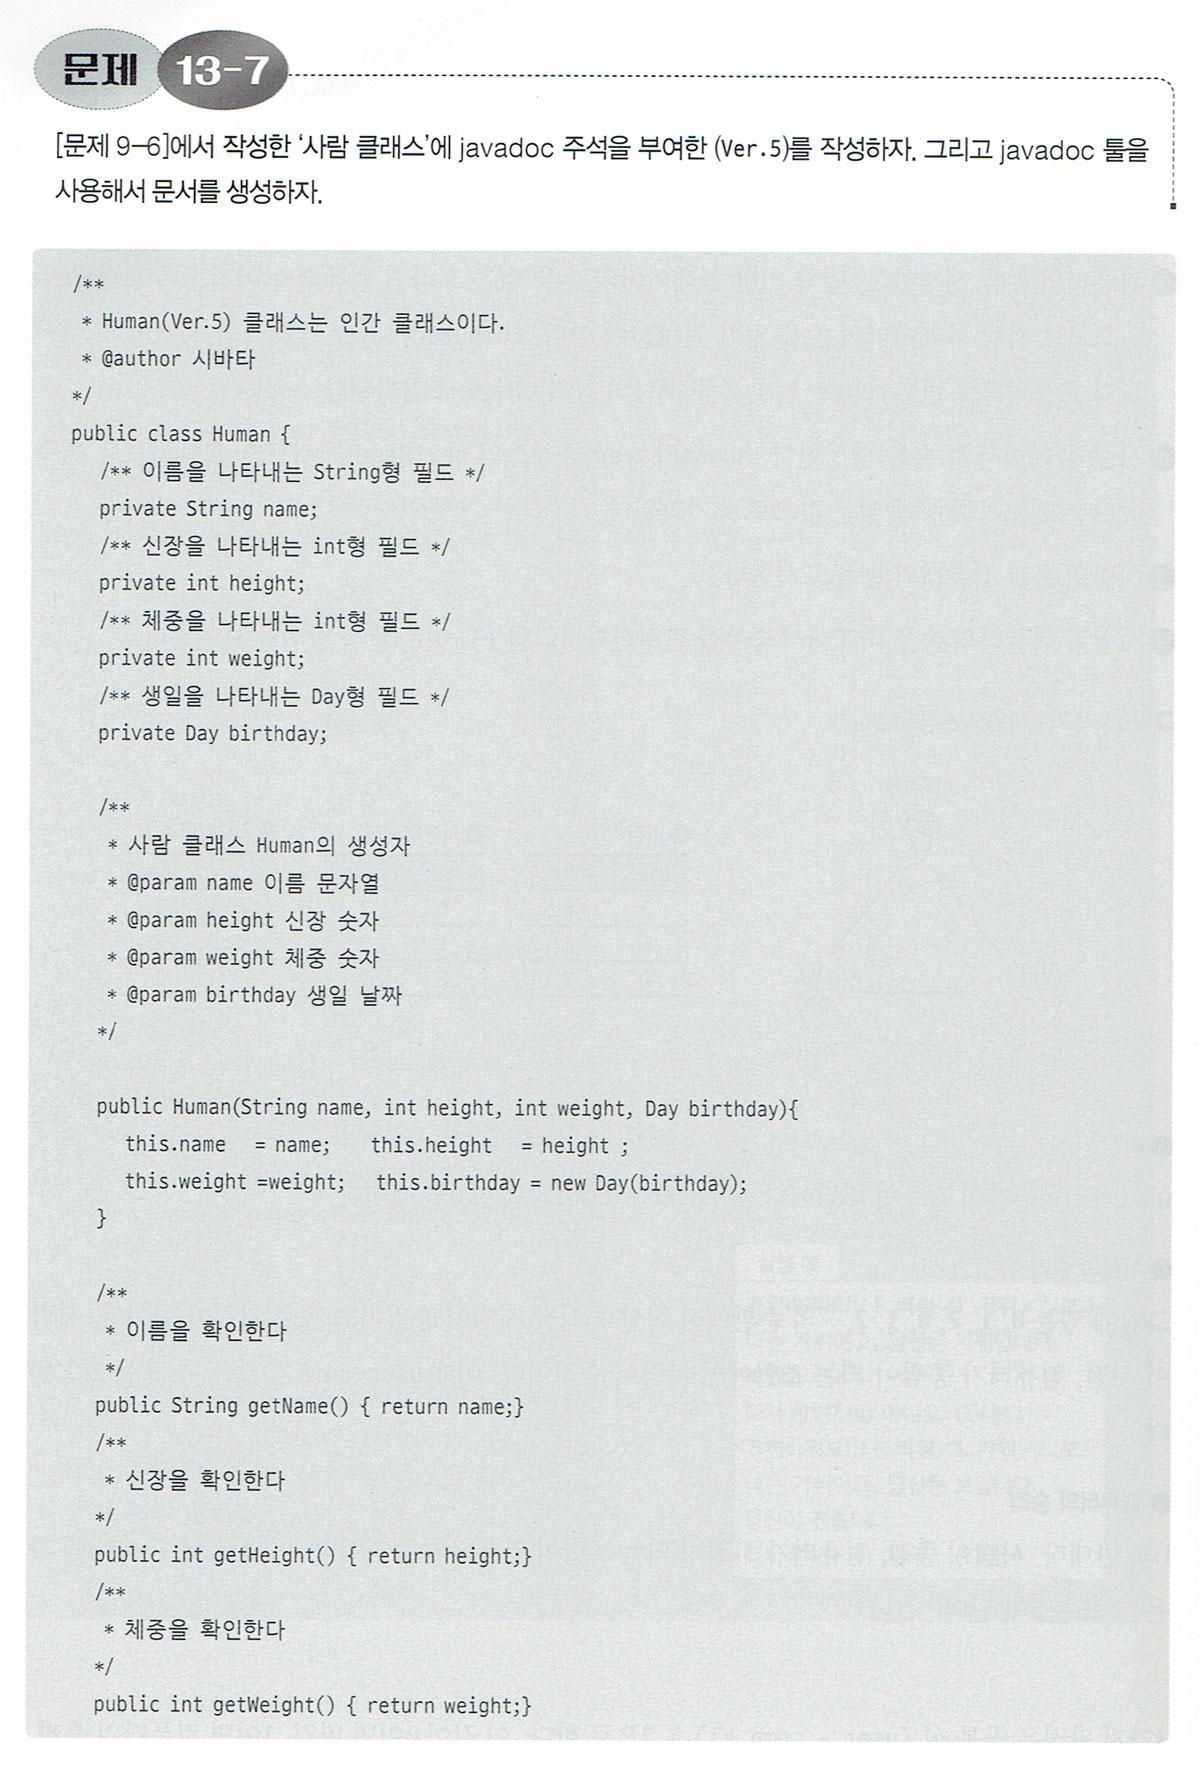 문제 13-7
[문제 9-6]에서 작성한 ‘사람 클래스’에 javadoc 주석을 부여한 (Ver.5)를 작성하자. 그리고 javadoc 툴을
사용해서 문서를 생성하자.
/**
* Human(Ver.5) 클래스는 인간 클래스이다.
* @author 시바타
*/
public class Human {
/** 이름을 나타내는 String형 필드 */
private String name;
/** 신장을 나타내는 int형 필드 */
private int height;
/** 체중을 나타내는 int형 필드 */
private int weight;
/** 생일을 나타내는 Day형 필드 */
private Day birthday;
/**
* 사람 클래스 Human의 생성자
* @param name 이름 문자열
* @param height 신장 숫자
* @param weight 체중 숫자
* @param birthday 생일 날짜
*/
public Human(String name, int height, int weight, Day birthday){
this.name = name; this.height = height ;
this.weight =weight; this.birthday = new Day(birthday);
}
/**
* 이름을 확인한다
*/
public String getName() { return name;}
/**
* 신장을 확인한다
*/
public int getHeight() { return height;}
/**
* 체중을 확인한다
*/
public int getWeight() { return weight;}